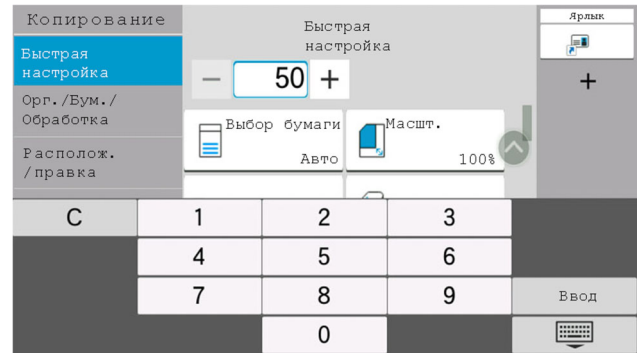 Копирование
Быстрая
настройка
Орг./Бум./
Обработка
Располож.
/правка
Быстрая
настройка
− 50 +
Выбор бумаги
Авто
Масшт.
100%
Ярлык
+
C 1 2 3
4 5 6
7 8 9
Ввод
0